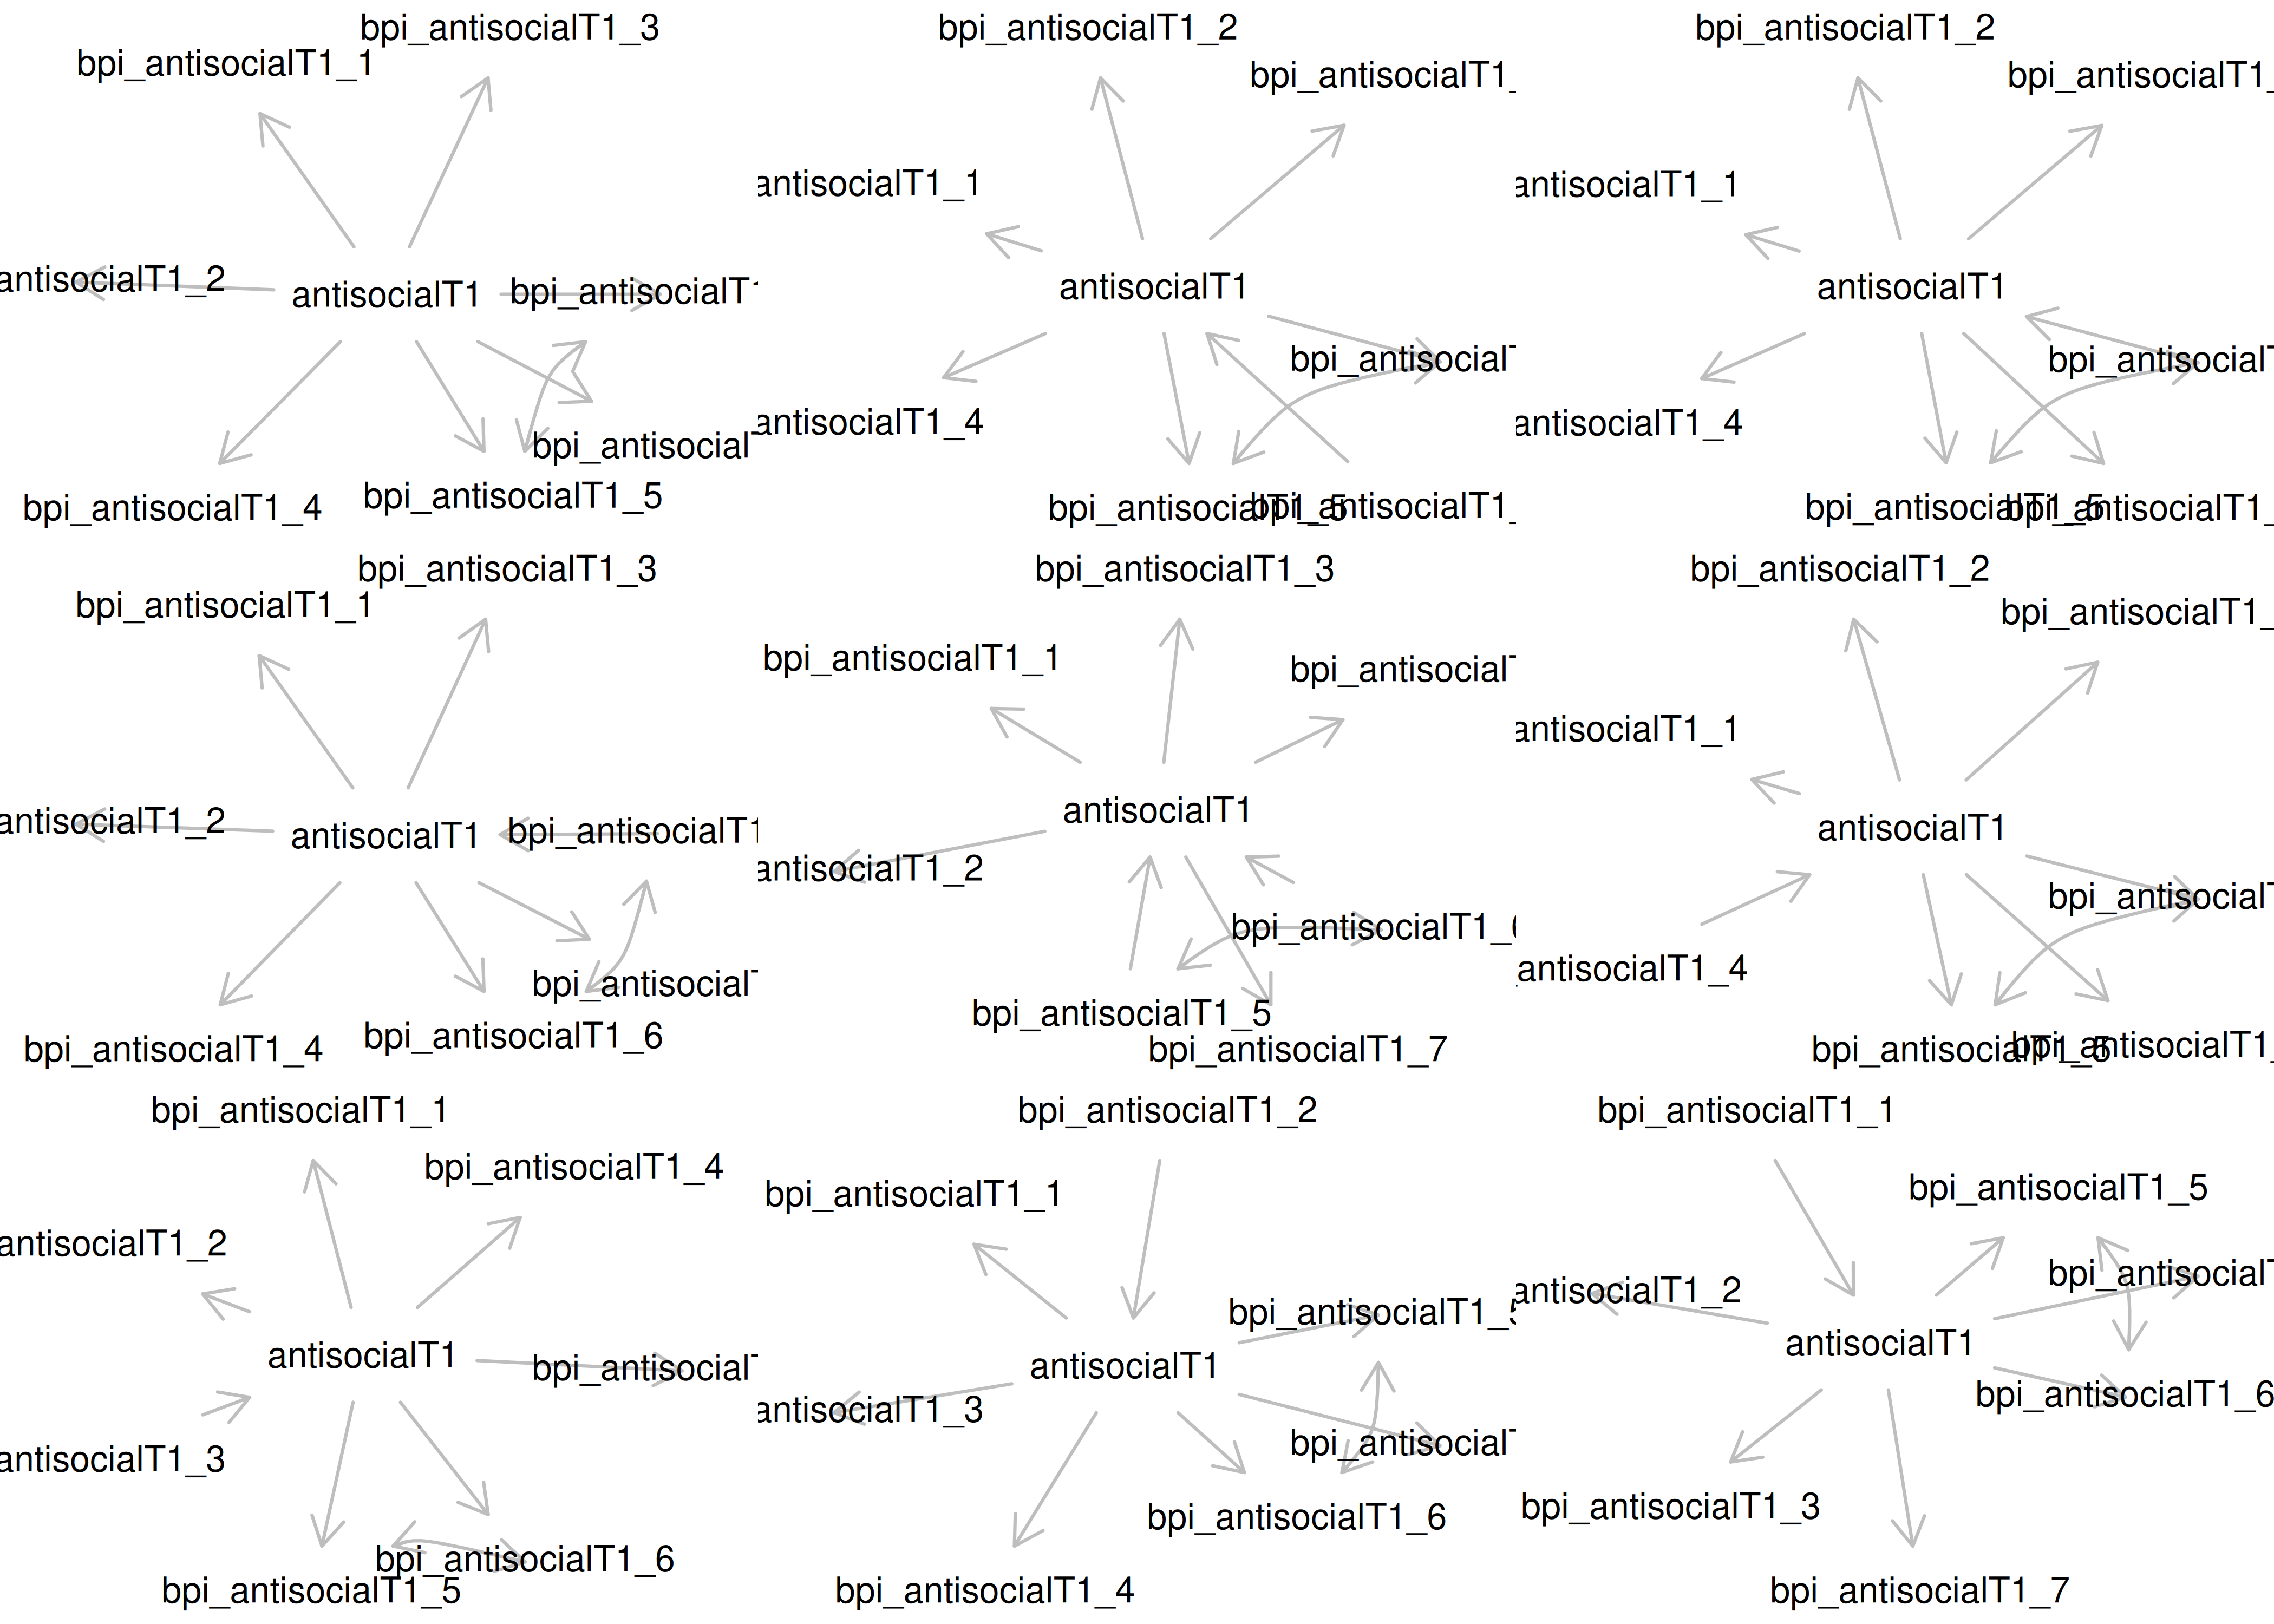 bpi_antisocialT1_3
bpi_antisocialT1_1
antisocialT1_2
antisocialT1
bpi_antisocialT
bpi_antisocial
bpi_antisocialT1_4
bpi_antisocialT1_5
bpi_antisocialT1_2
bpi_antisocialT1_
antisocialT1_1
antisocialT1
bpi_antisocial
antisocialT1_4
bpi_antisocialT1_5
bpi_antisocialT1_
bpi_antisocialT1_2
bpi_antisocialT1_
antisocialT1_1
antisocialT1
bpi_antisocial
antisocialT1_4
bpi_antisocialT1_5
bpi_antisocialT1_
bpi_antisocialT1_3
bpi_antisocialT1_1
antisocialT1_2
antisocialT1
bpi_antisocialT1
bpi_antisocial
bpi_antisocialT1_4
bpi_antisocialT1_6
bpi_antisocialT1_3
bpi_antisocialT1_1
bpi_antisocial
antisocialT1
antisocialT1_2
bpi_antisocialT1_6
bpi_antisocialT1_5
bpi_antisocialT1_7
bpi_antisocialT1_2
bpi_antisocialT1_
antisocialT1_1
antisocialT1
bpi_antisocial
antisocialT1_4
bpi_antisocialT1_5
bpi_antisocialT1_
bpi_antisocialT1_1
bpi_antisocialT1_4
antisocialT1_2
antisocialT1
bpi_antisocial
antisocialT1_3
bpi_antisocialT1_6
bpi_antisocialT1_5
bpi_antisocialT1_2
bpi_antisocialT1_1
bpi_antisocialT1_5
antisocialT1
antisocialT1_3
bpi_antisocial
bpi_antisocialT1_6
bpi_antisocialT1_4
bpi_antisocialT1_1
bpi_antisocialT1_5
bpi_antisocial
antisocialT1_2
antisocialT1
bpi_antisocialT1_6
bpi_antisocialT1_3
bpi_antisocialT1_7